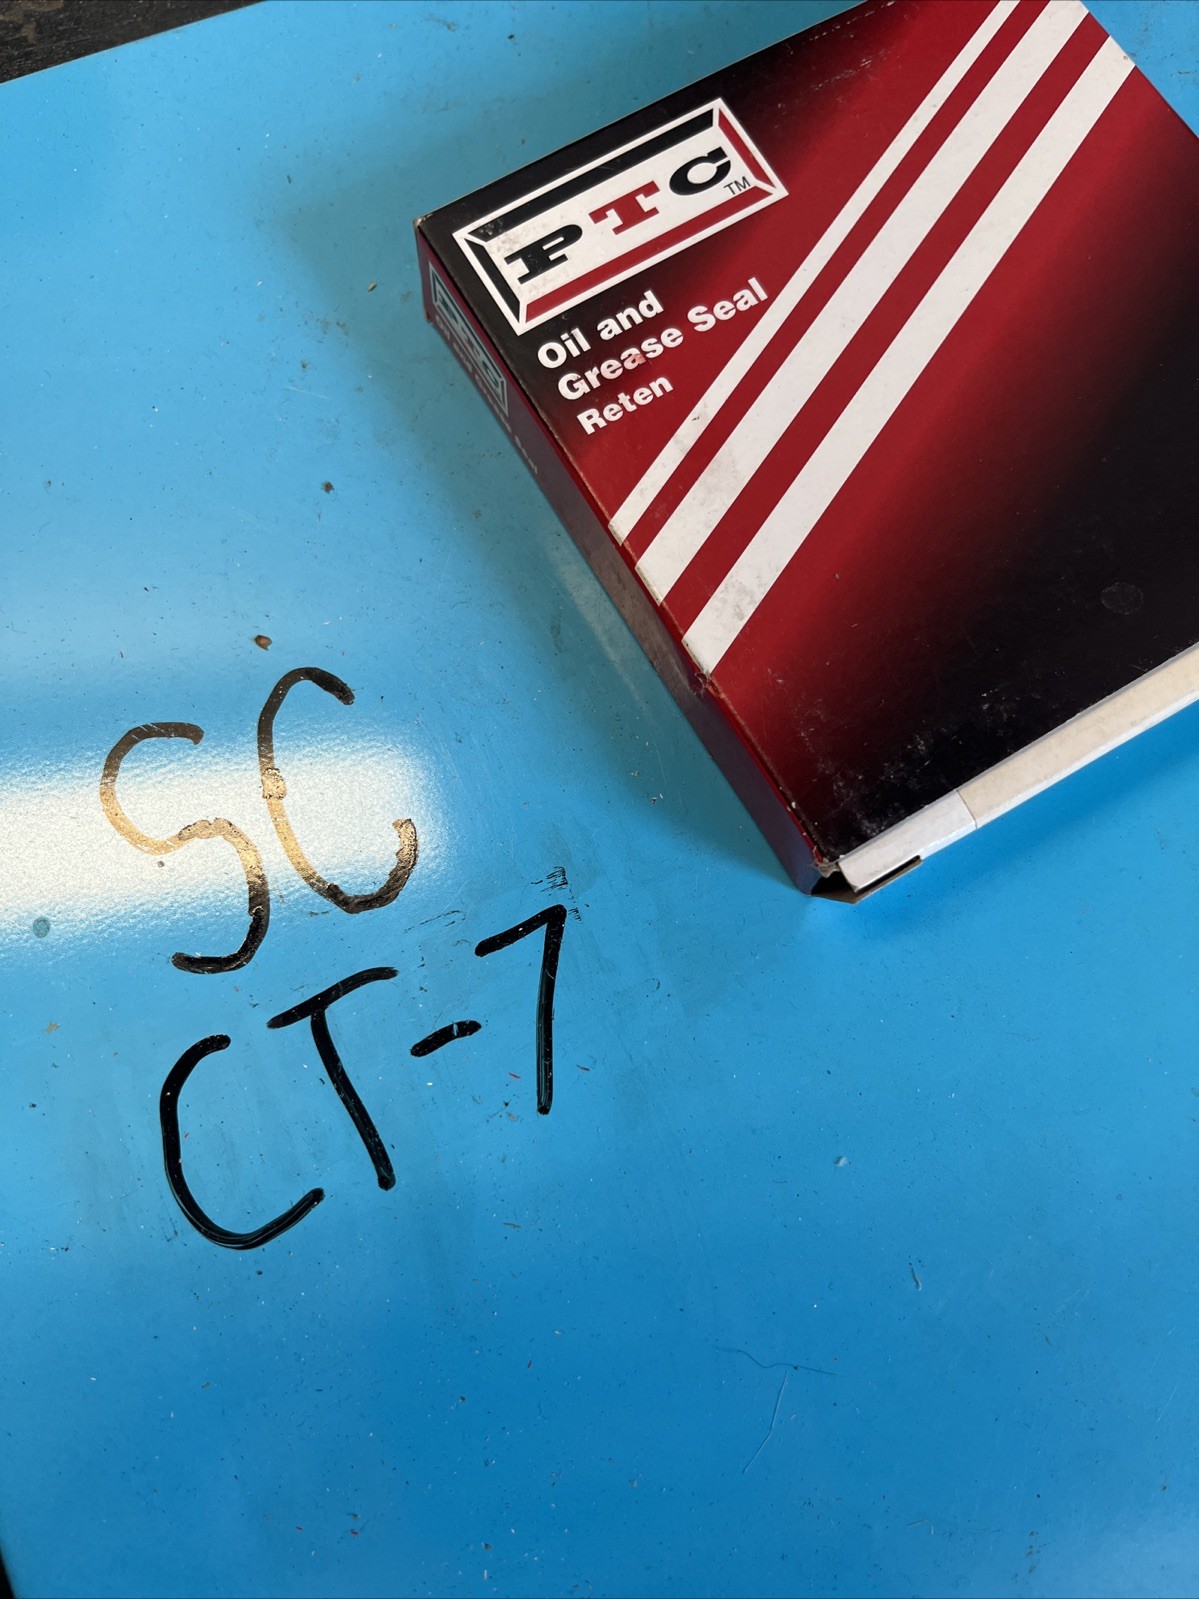 PTC TM
Oil and
Grease Seal
Reten
SC
CT-7